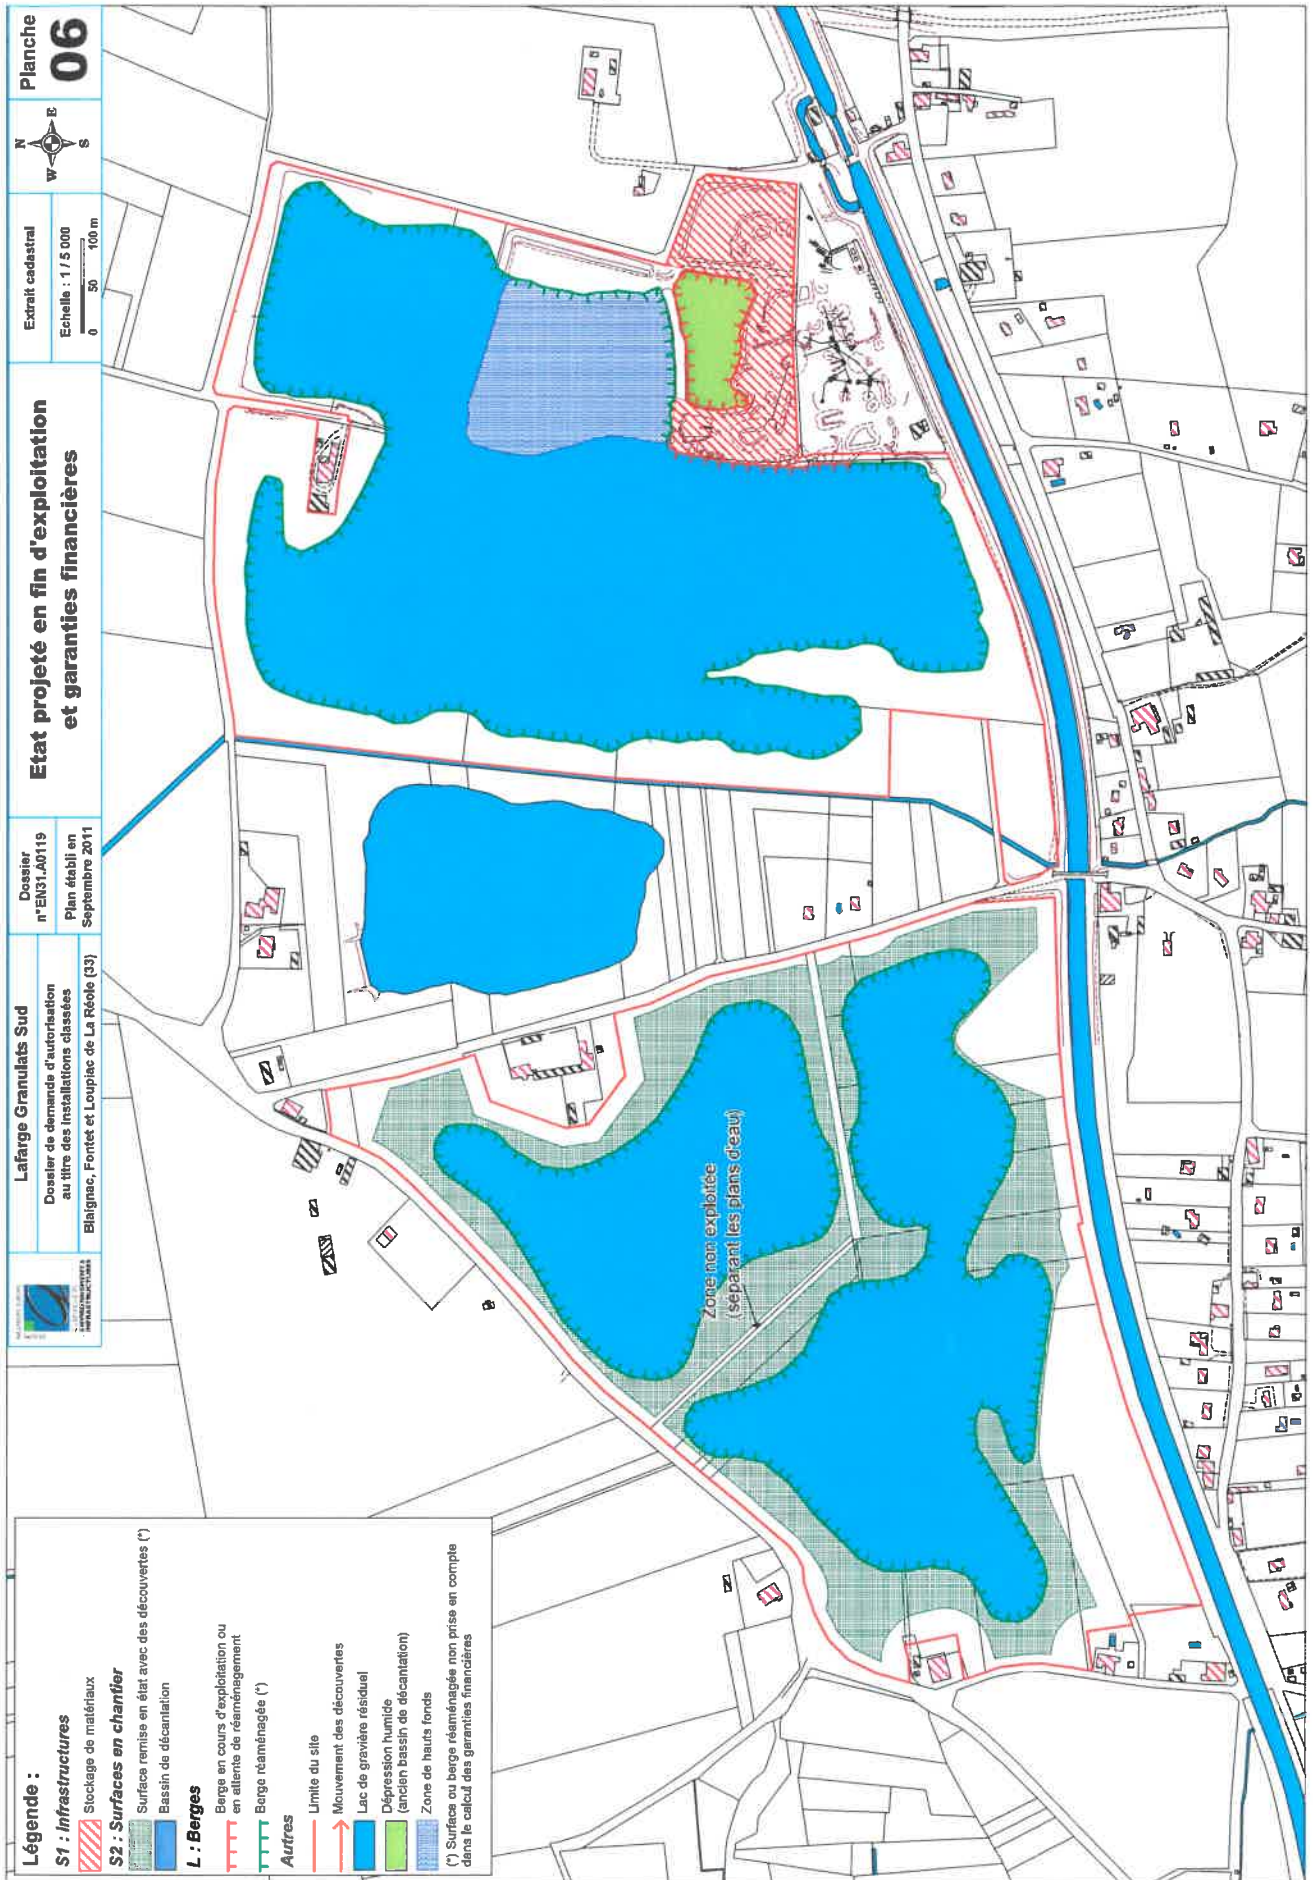 Lafarge Granulats Sud
Dossier de demande d'autorisation
au titre des installations classées
Blaignac, Fontet et Loupiac de La Réole (33)
Dossier
n°EN31.A0119
Plan établi en
Septembre 2011
Etat projeté en fin d'exploitation
et garanties financières
Extrait cadastral
Echelle : 1 / 5 000
0 50 100 m
N
W E
S
Planche
06
ENVIRONNEMENT &
INFRASTRUCTURES
Zone non exploitée
(séparant les plans d'eau)
Légende :
S1 : Infrastructures
Stockage de matériaux
S2 : Surfaces en chantier
Surface remise en état avec des découvertes (*)
Bassin de décantation
L : Berges
Berge en cours d'exploitation ou
en attente de réaménagement
Berge réaménagée (*)
Autres
Limite du site
Mouvement des découvertes
Lac de gravière résiduel
Dépression humide
(ancien bassin de décantation)
Zone de hauts fonds
(*) Surface ou berge réaménagée non prise en compte
dans le calcul des garanties financières